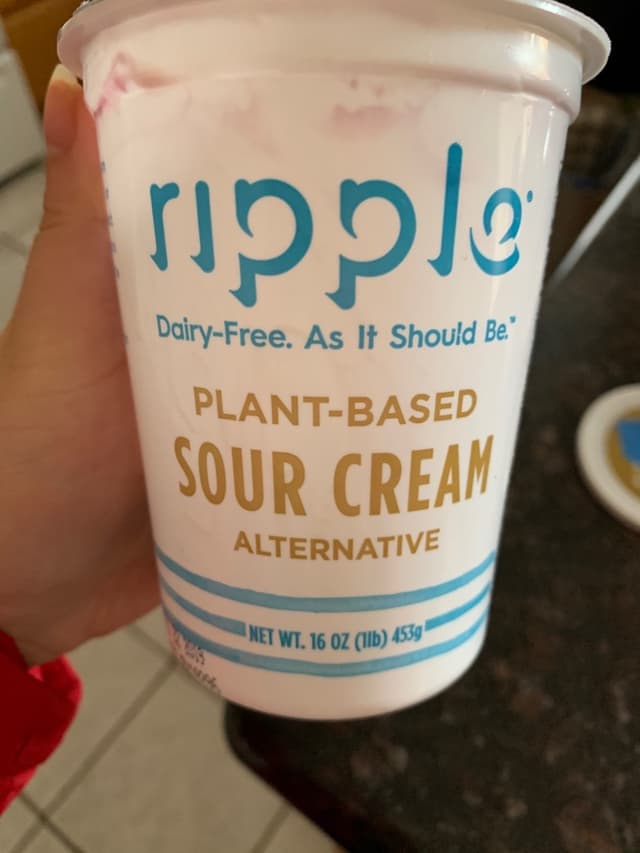 ripple
Dairy-Free. As It Should Be.™
PLANT-BASED
SOUR CREAM
ALTERNATIVE
NET WT. 16 OZ (1lb) 453g